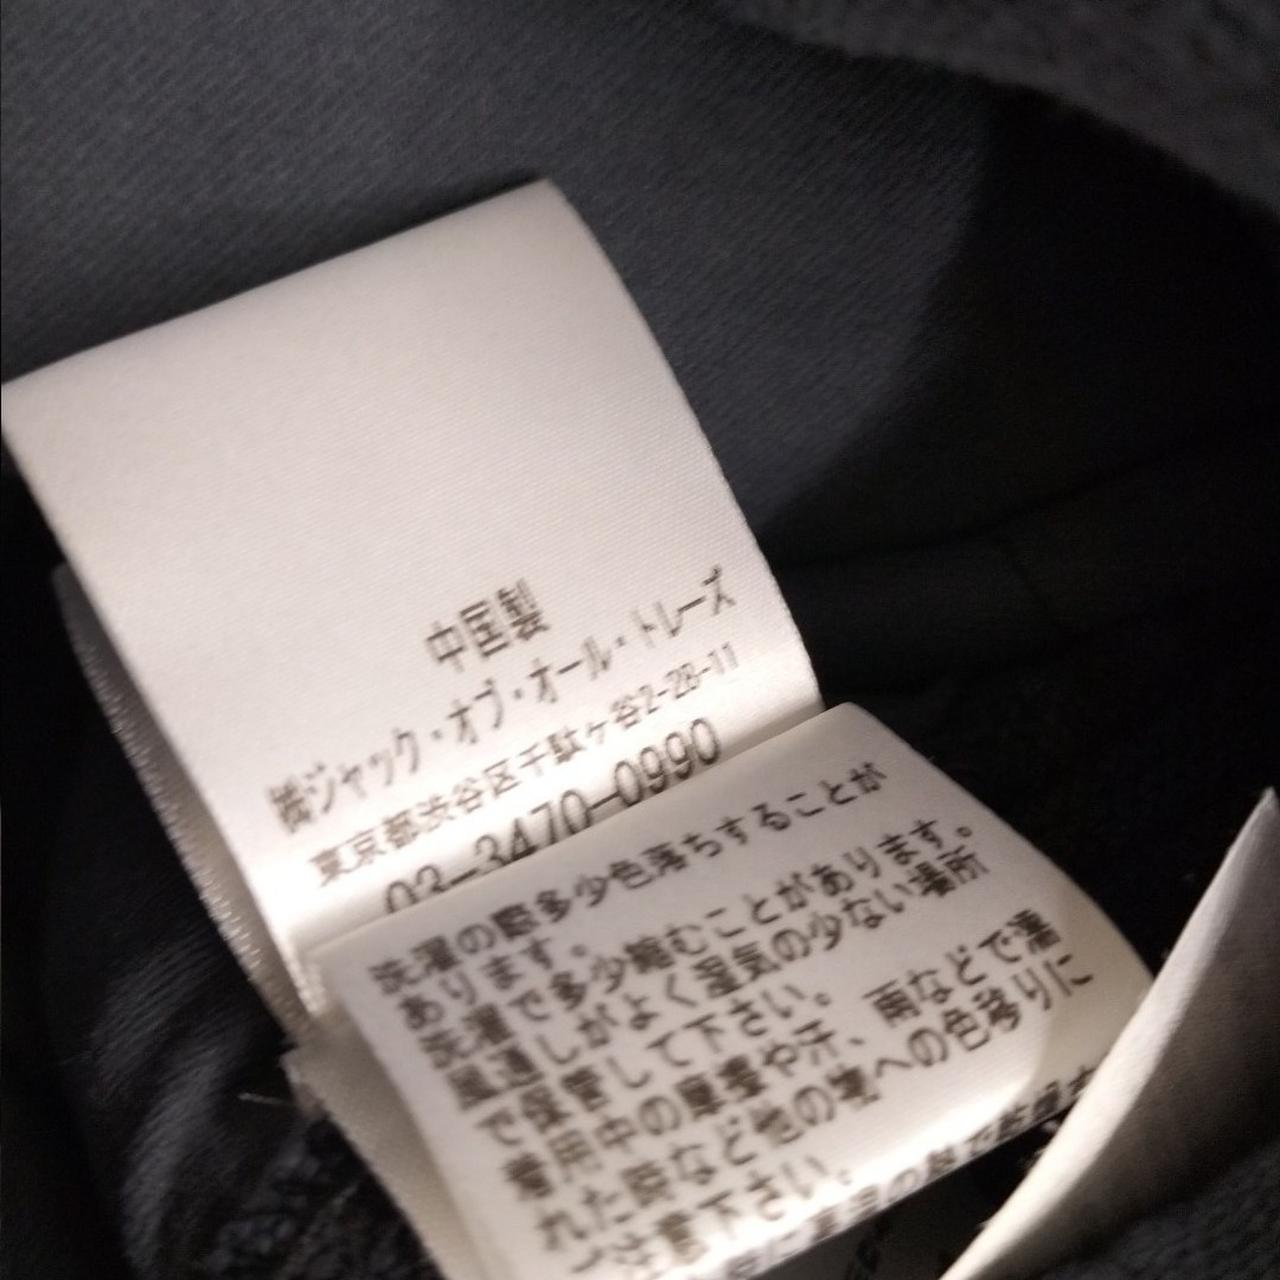 中国製
㈱ジャック・オブ・オール・トレーズ
東京都渋谷区千駄ヶ谷2-28-11
03-3470-0990
洗濯の際多少色落ちすることが
あります。
洗濯で多少縮むことがあります。
風通しがよく湿気の少ない場所
で保管して下さい。
着用中の摩擦や汗、雨などで濡
れた時など他の物への色移りに
ご注意下さい。